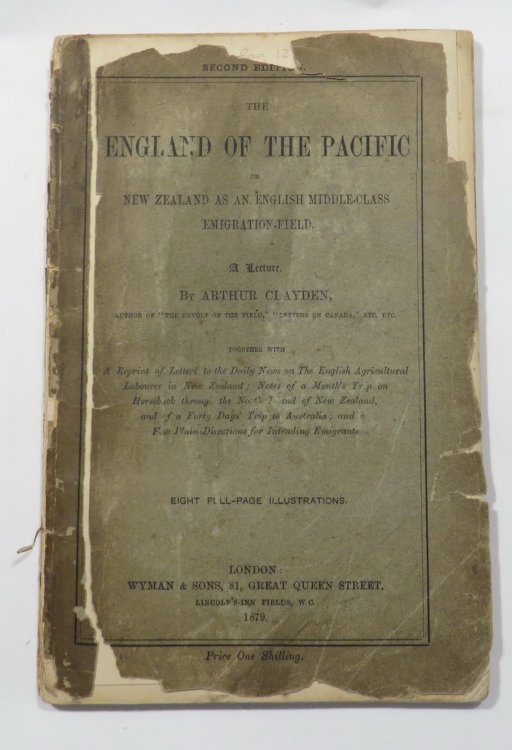 SECOND EDITION.
THE
ENGLAND OF THE PACIFIC
OR
NEW ZEALAND AS AN ENGLISH MIDDLE-CLASS
EMIGRATION-FIELD.
A Lecture.
By ARTHUR CLAYDEN,
AUTHOR OF "THE REVOLT OF THE FIELD," "LETTERS ON CANADA," ETC. ETC.
TOGETHER WITH
A Reprint of Letters to the Daily News on The English Agricultural
Labourer in New Zealand; Notes of a Month's Trip on
Horseback through the North Island of New Zealand,
and of a Forty Days' Trip to Australia; and a
Few Plain Directions for Intending Emigrants.
EIGHT FULL-PAGE ILLUSTRATIONS.
LONDON:
WYMAN & SONS, 81, GREAT QUEEN STREET,
LINCOLN'S-INN FIELDS, W.C.
1879.
Price One Shilling.